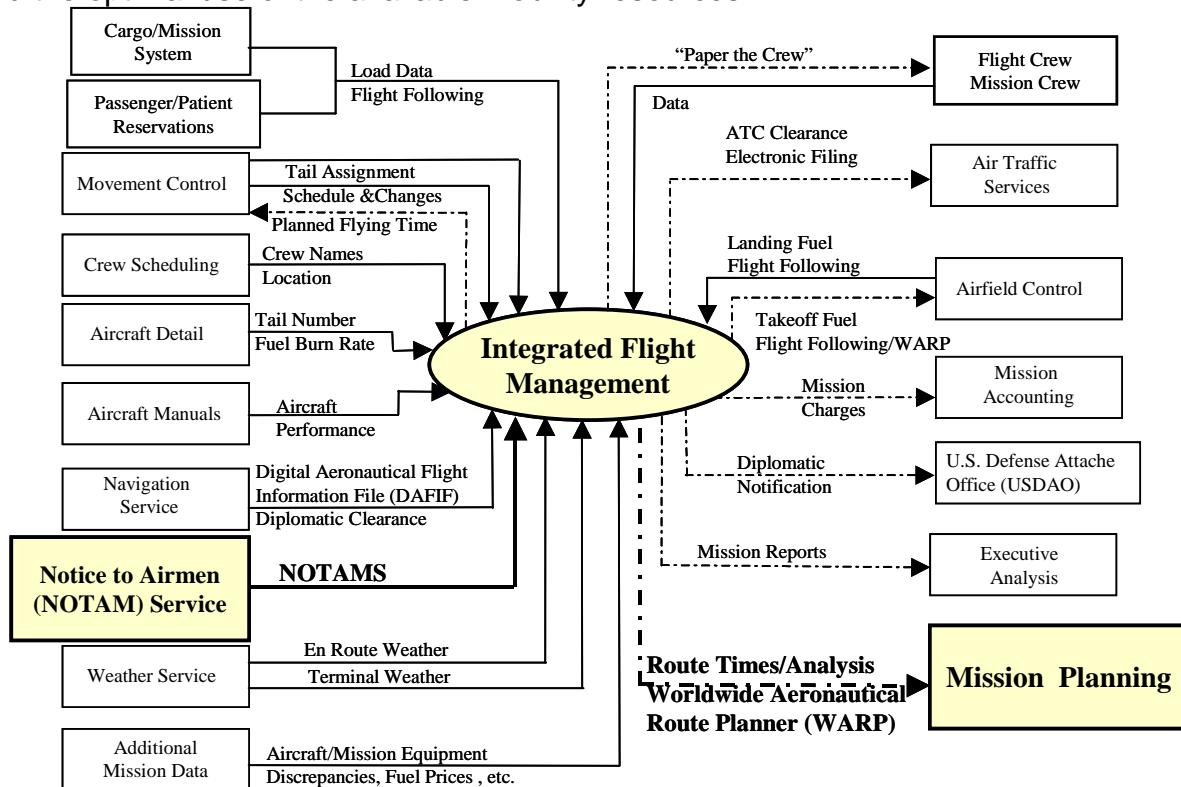 Cargo/Mission
System
Passenger/Patient
Reservations
Load Data
Flight Following
Movement Control
Tail Assignment
Schedule &Changes
Planned Flying Time
Crew Scheduling
Crew Names
Location
Aircraft Detail
Tail Number
Fuel Burn Rate
Aircraft Manuals
Aircraft
Performance
Navigation
Service
Digital Aeronautical Flight
Information File (DAFIF)
Diplomatic Clearance
Notice to Airmen
(NOTAM) Service
NOTAMS
Weather Service
En Route Weather
Terminal Weather
Additional
Mission Data
Aircraft/Mission Equipment
Discrepancies, Fuel Prices , etc.
Integrated Flight
Management
“Paper the Crew”
Data
Flight Crew
Mission Crew
ATC Clearance
Electronic Filing
Air Traffic
Services
Landing Fuel
Flight Following
Takeoff Fuel
Flight Following/WARP
Airfield Control
Mission
Charges
Mission
Accounting
Diplomatic
Notification
U.S. Defense Attache
Office (USDAO)
Mission Reports
Executive
Analysis
Route Times/Analysis
Worldwide Aeronautical
Route Planner (WARP)
Mission Planning